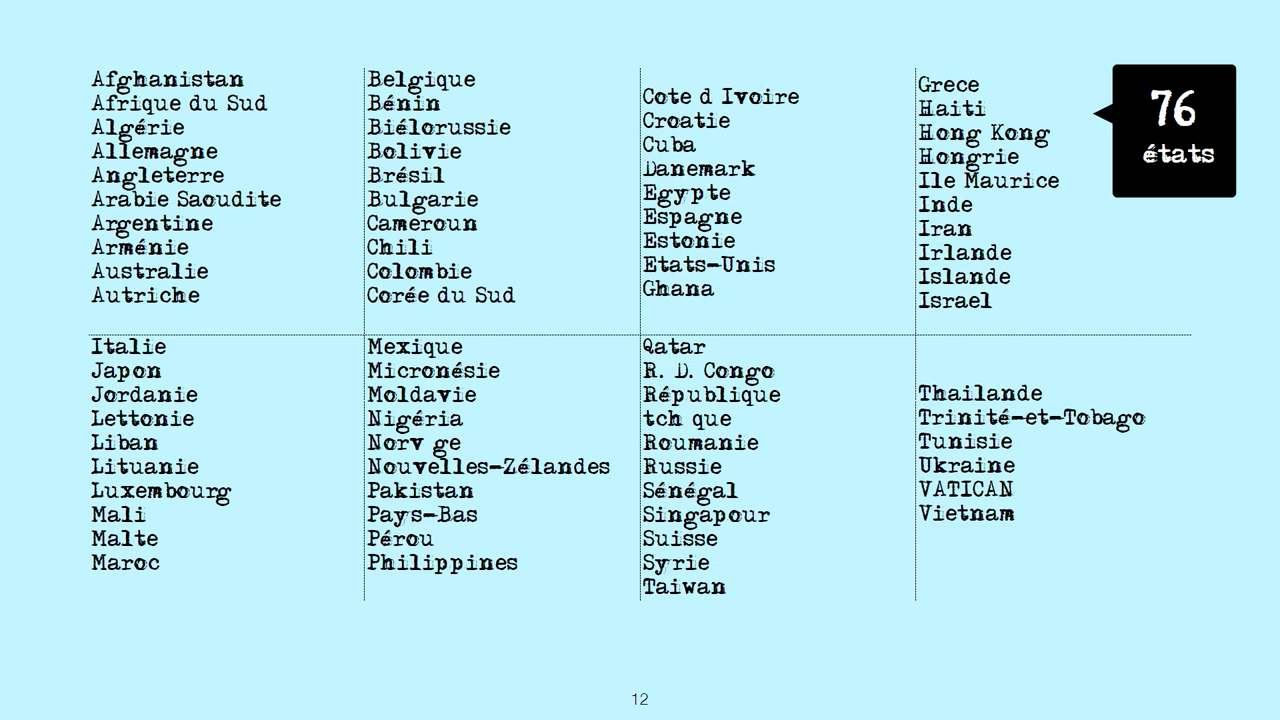 Afghanistan
Afrique du Sud
Algérie
Allemagne
Angleterre
Arabie Saoudite
Argentine
Arménie
Australie
Autriche
Belgique
Bénin
Biélorussie
Bolivie
Brésil
Bulgarie
Cameroun
Chili
Colombie
Corée du Sud
Cote d Ivoire
Croatie
Cuba
Danemark
Egypte
Espagne
Estonie
Etats-Unis
Ghana
Grece
Haiti
Hong Kong
Hongrie
Ile Maurice
Inde
Iran
Irlande
Islande
Israel
76
états
Italie
Japon
Jordanie
Lettonie
Liban
Lituanie
Luxembourg
Mali
Malte
Maroc
Mexique
Micronésie
Moldavie
Nigéria
Norv ge
Nouvelles-Zélandes
Pakistan
Pays-Bas
Pérou
Philippines
Qatar
R. D. Congo
République
tch que
Roumanie
Russie
Sénégal
Singapour
Suisse
Syrie
Taiwan
Thailande
Trinité-et-Tobago
Tunisie
Ukraine
VATICAN
Vietnam
12